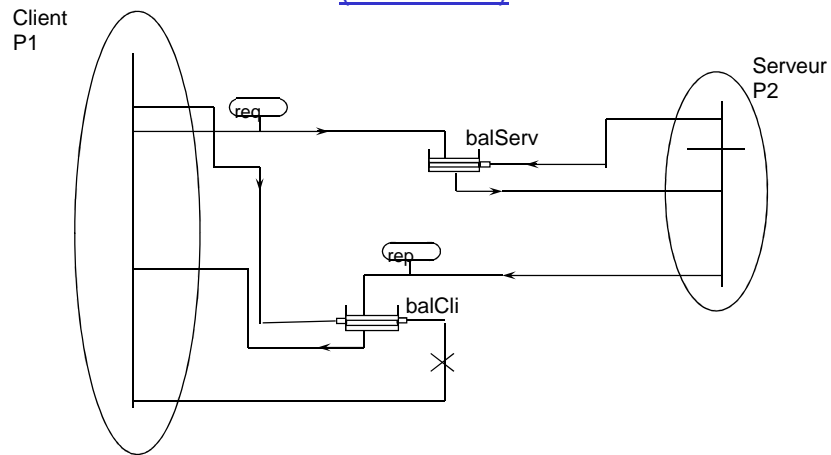 Client
P1
req
Serveur
P2
balServ
rep
balCli